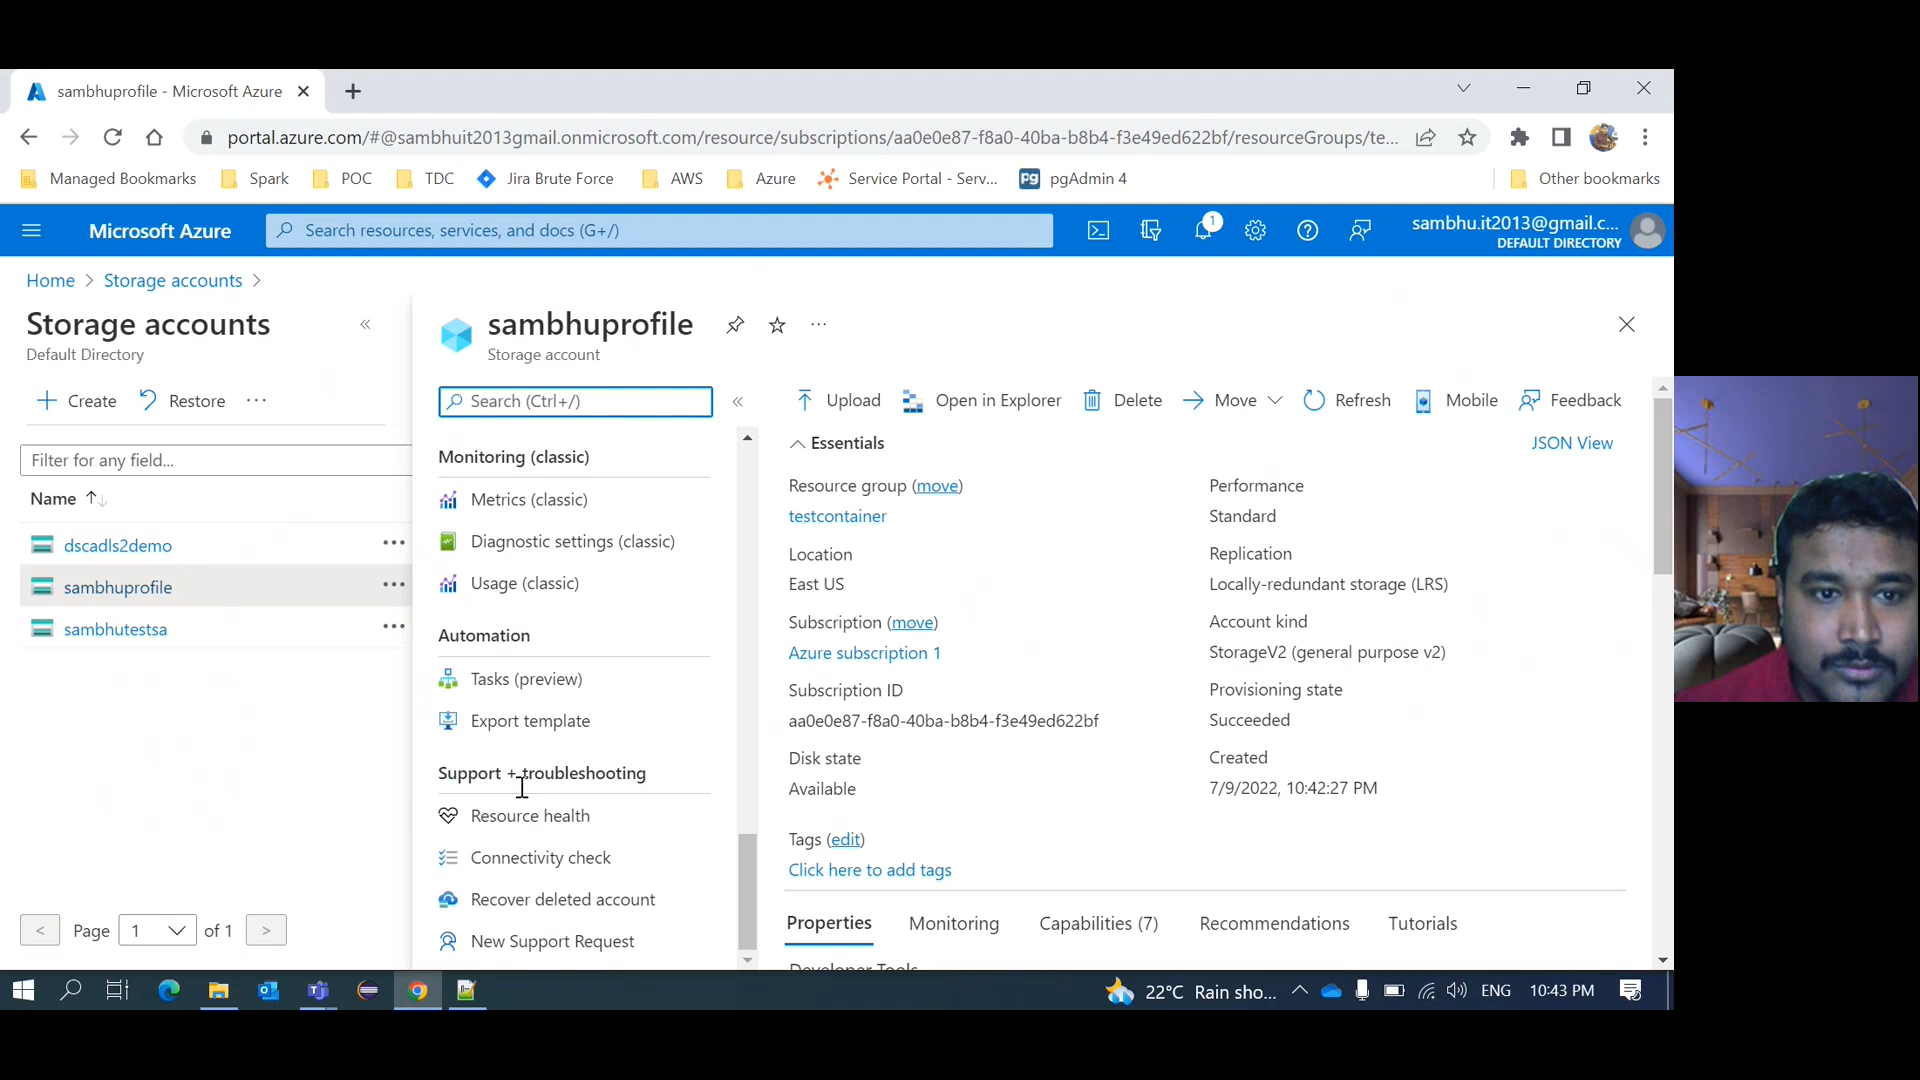 sambhuprofile - Microsoft Azure
portal.azure.com/#@sambhuit2013gmail.onmicrosoft.com/resource/subscriptions/aa0e0e87-f8a0-40ba-b8b4-f3e49ed622bf/resourceGroups/te...
Managed Bookmarks Spark POC TDC Jira Brute Force AWS Azure Service Portal - Serv... pgAdmin 4 Other bookmarks
Microsoft Azure Search resources, services, and docs (G+/) 1 sambhu.it2013@gmail.c...
DEFAULT DIRECTORY
Home > Storage accounts >
Storage accounts
Default Directory
+ Create Restore ...
Filter for any field...
Name
dscadls2demo ...
sambhuprofile ...
sambhutestsa ...
< Page 1 of 1 >
sambhuprofile ...
Storage account
Search (Ctrl+/)
Monitoring (classic)
Metrics (classic)
Diagnostic settings (classic)
Usage (classic)
Automation
Tasks (preview)
Export template
Support + troubleshooting
Resource health
Connectivity check
Recover deleted account
New Support Request
Upload Open in Explorer Delete Move Refresh Mobile Feedback
Essentials JSON View
Resource group (move)
testcontainer
Location
East US
Subscription (move)
Azure subscription 1
Subscription ID
aa0e0e87-f8a0-40ba-b8b4-f3e49ed622bf
Disk state
Available
Performance
Standard
Replication
Locally-redundant storage (LRS)
Account kind
StorageV2 (general purpose v2)
Provisioning state
Succeeded
Created
7/9/2022, 10:42:27 PM
Tags (edit)
Click here to add tags
Properties Monitoring Capabilities (7) Recommendations Tutorials
Developer Tools
22°C Rain sho... ENG 10:43 PM